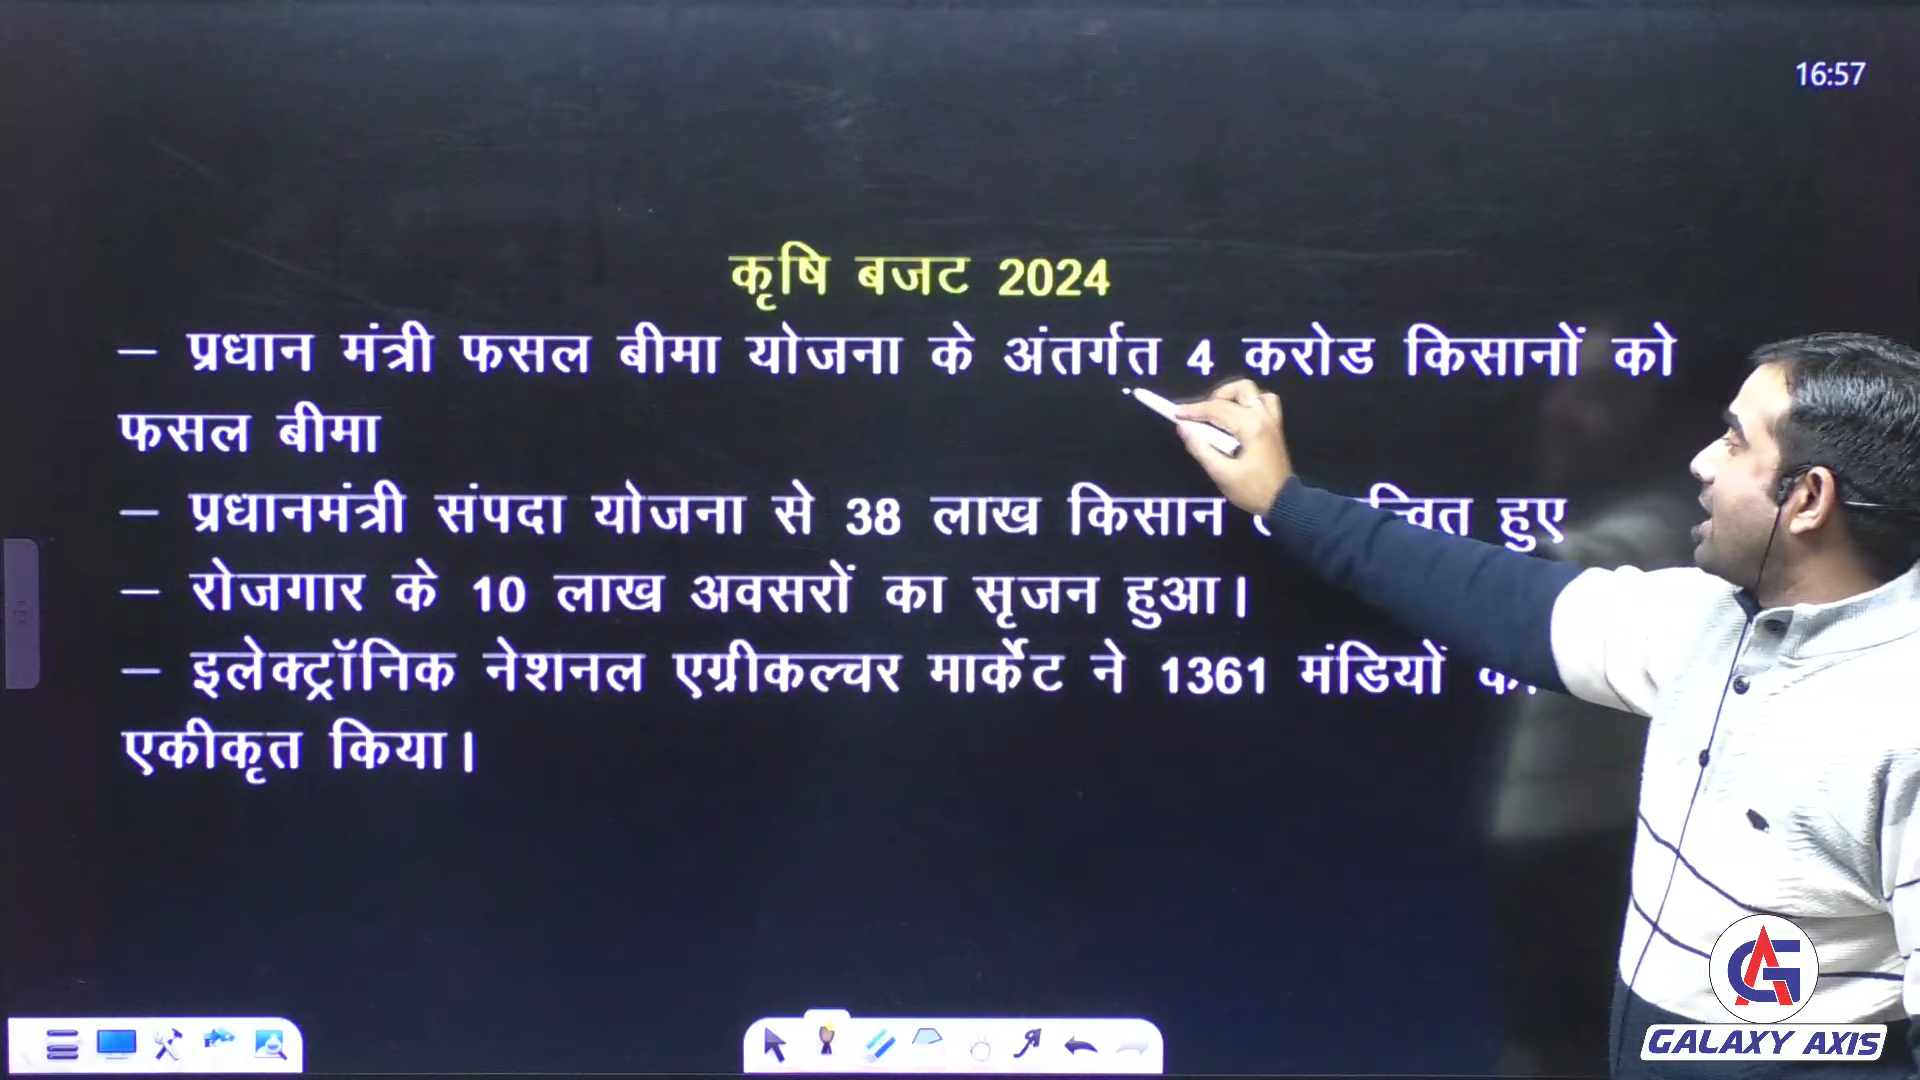 16:57
कृषि बजट 2024
– प्रधान मंत्री फसल बीमा योजना के अंतर्गत 4 करोड किसानों को
फसल बीमा
– प्रधानमंत्री संपदा योजना से 38 लाख किसान हुए
– रोजगार के 10 लाख अवसरों का सृजन हुआ।
– इलेक्ट्रॉनिक नेशनल एग्रीकल्चर मार्केट ने 1361 मंडियों
एकीकृत किया।
GALAXY AXIS